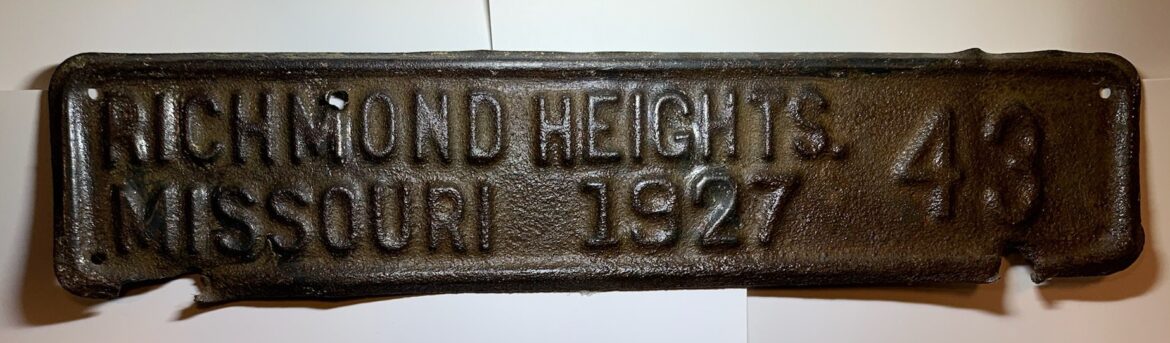 RICHMOND HEIGHTS. 43
MISSOURI 1927